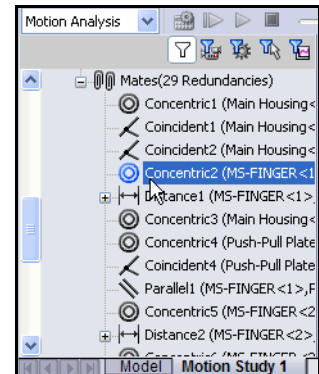 Motion Analysis
Mates(29 Redundancies)
Concentric1 (Main Housing<
Coincident1 (Main Housing<
Coincident2 (Main Housing<
Concentric2 (MS-FINGER<1
Distance1 (MS-FINGER<1>,
Concentric3 (Main Housing<
Concentric4 (Push-Pull Plate
Coincident4 (Push-Pull Plate
Parallel1 (MS-FINGER<1>,F
Concentric5 (MS-FINGER<2
Distance2 (MS-FINGER<2>,
Model Motion Study 1